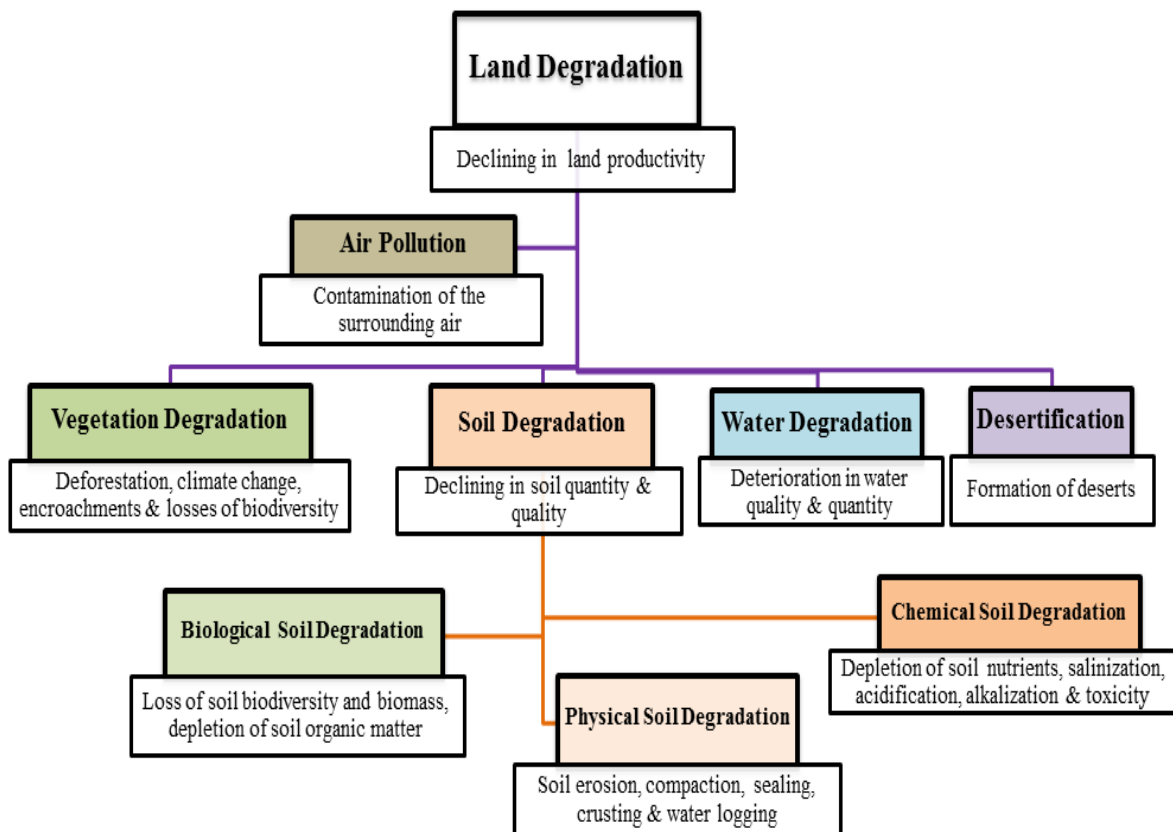 Land Degradation
Declining in land productivity
Air Pollution
Contamination of the
surrounding air
Vegetation Degradation
Deforestation, climate change,
encroachments & losses of biodiversity
Soil Degradation
Declining in soil quantity &
quality
Water Degradation
Deterioration in water
quality & quantity
Desertification
Formation of deserts
Biological Soil Degradation
Loss of soil biodiversity and biomass,
depletion of soil organic matter
Physical Soil Degradation
Soil erosion, compaction, sealing,
crusting & water logging
Chemical Soil Degradation
Depletion of soil nutrients, salinization,
acidification, alkalization & toxicity